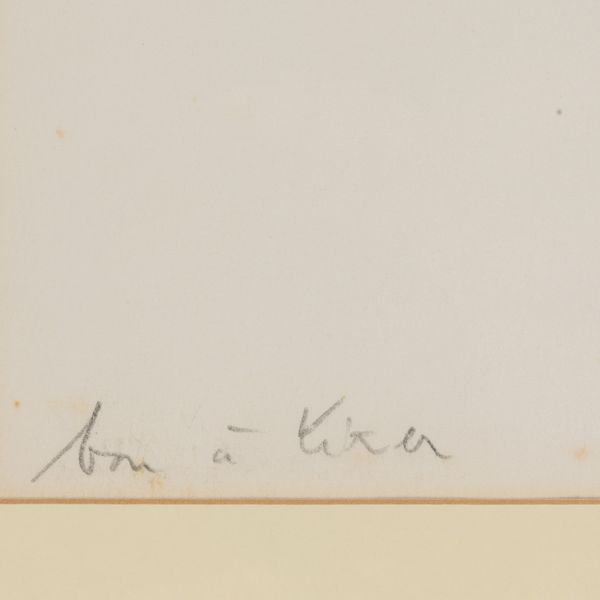 bon à tirer